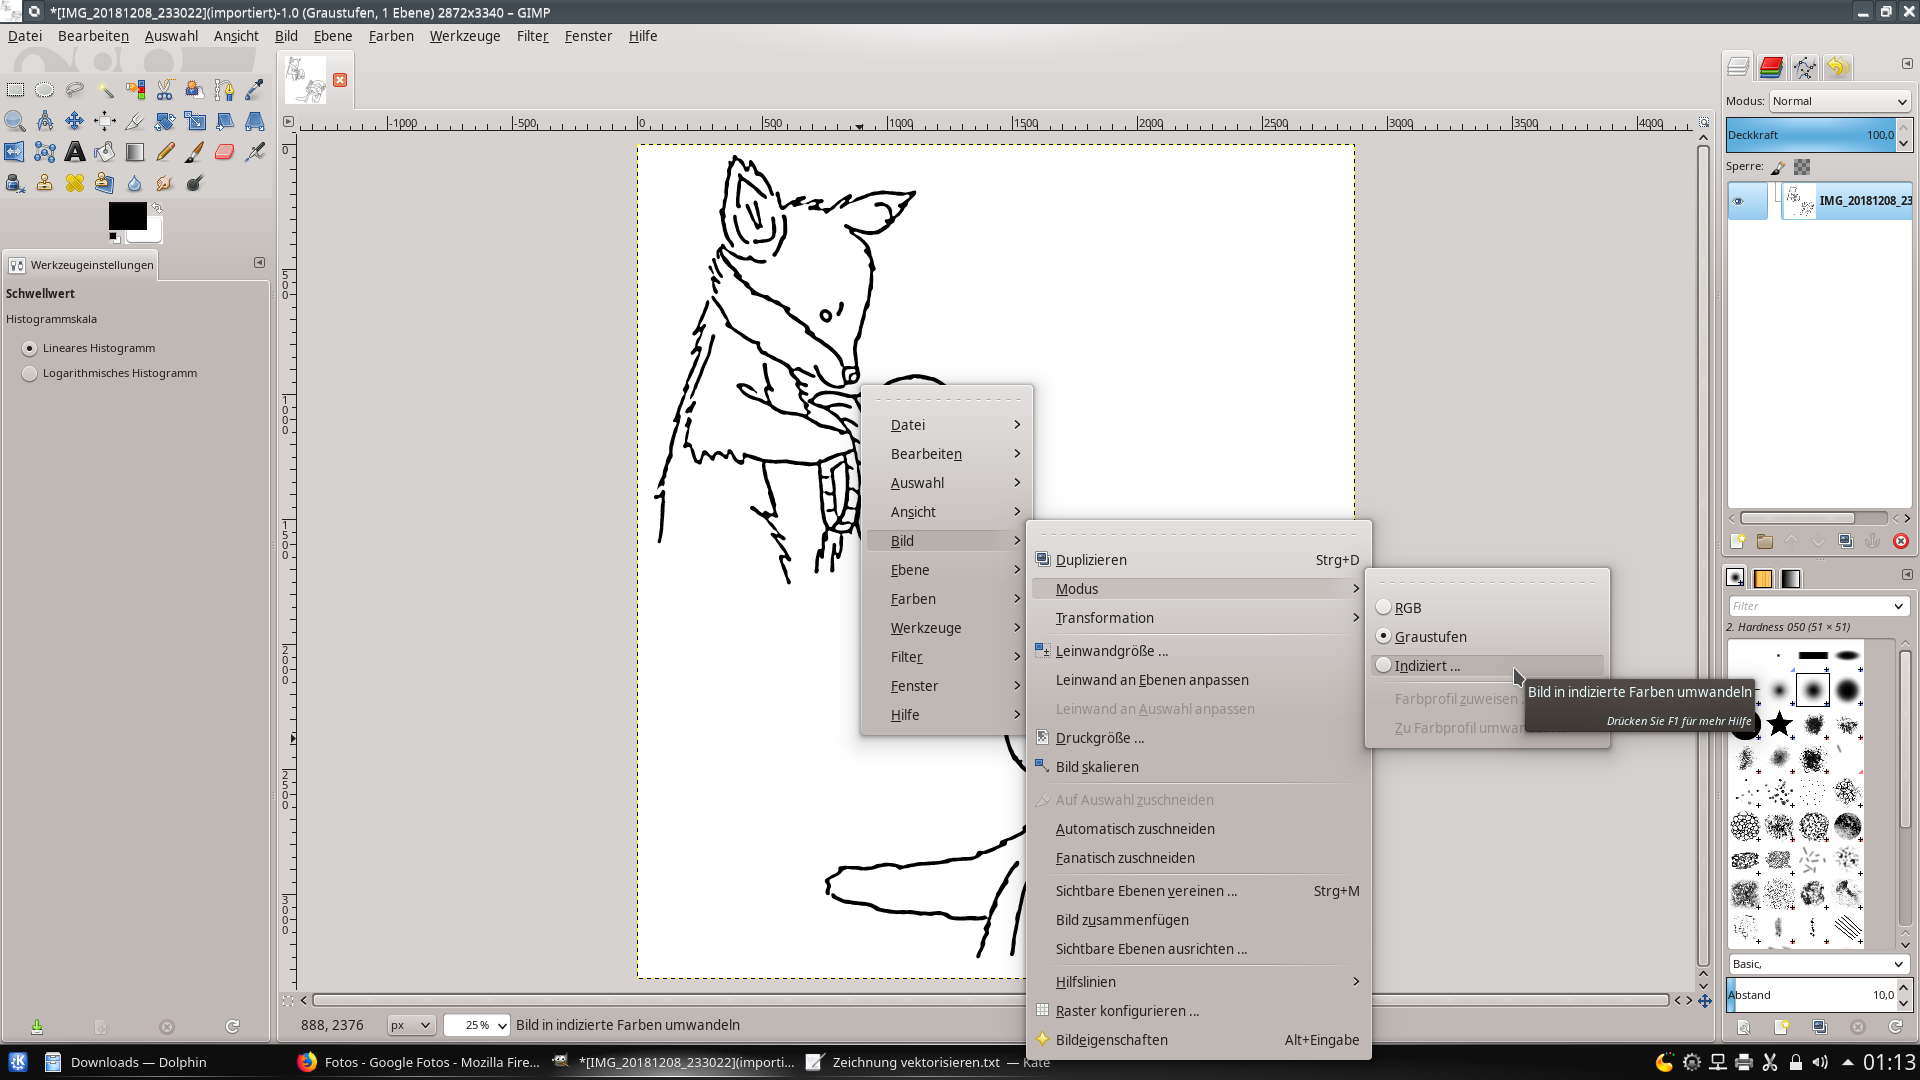 *[IMG_20181208_233022](importiert)-1.0 (Graustufen, 1 Ebene) 2872x3340 – GIMP
Datei Bearbeiten Auswahl Ansicht Bild Ebene Farben Werkzeuge Filter Fenster Hilfe
Modus: Normal
-1000 -500 0 500 1000 1500 2000 2500 3000 3500 4000
Deckkraft 100,0
Sperre:
IMG_20181208_23
Werkzeugeinstellungen
Schwellwert
Histogrammskala
Lineares Histogramm
Logarithmisches Histogramm
0
500
1000
1500
2000
2500
3000
Datei
Bearbeiten
Auswahl
Ansicht
Bild
Ebene
Farben
Werkzeuge
Filter
Fenster
Hilfe
Duplizieren Strg+D
Modus
Transformation
Leinwandgröße ...
Leinwand an Ebenen anpassen
Leinwand an Auswahl anpassen
Druckgröße ...
Bild skalieren
Auf Auswahl zuschneiden
Automatisch zuschneiden
Fanatisch zuschneiden
Sichtbare Ebenen vereinen ... Strg+M
Bild zusammenfügen
Sichtbare Ebenen ausrichten ...
Hilfslinien
Raster konfigurieren ...
Bildeigenschaften Alt+Eingabe
RGB
Graustufen
Indiziert ...
Farbprofil zuweisen
Zu Farbprofil umwan
Bild in indizierte Farben umwandeln
Drücken Sie F1 für mehr Hilfe
Filter
2. Hardness 050 (51 × 51)
Basic,
Abstand 10,0
888, 2376 px 25 % Bild in indizierte Farben umwandeln
Downloads — Dolphin
Fotos - Google Fotos - Mozilla Fire...
*[IMG_20181208_233022](importi...
Zeichnung vektorisieren.txt — Kate
01:13